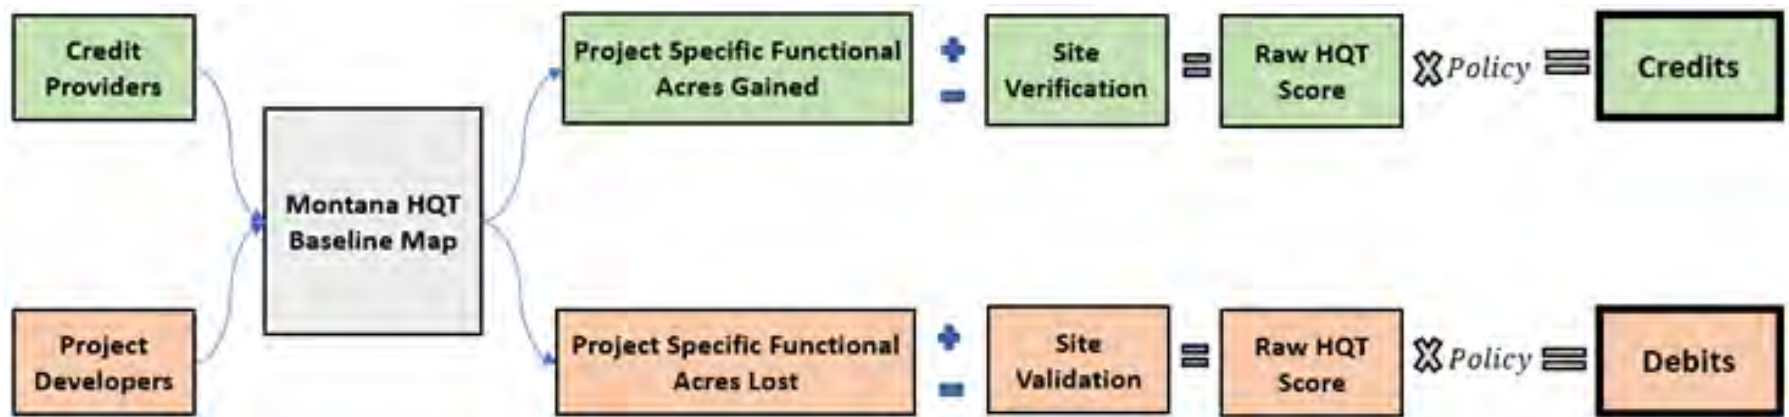 Credit
Providers
Project Specific Functional
Acres Gained
+
−
Site
Verification
=
Raw HQT
Score
X Policy =
Credits
Montana HQT
Baseline Map
Project
Developers
Project Specific Functional
Acres Lost
+
−
Site
Validation
=
Raw HQT
Score
X Policy =
Debits